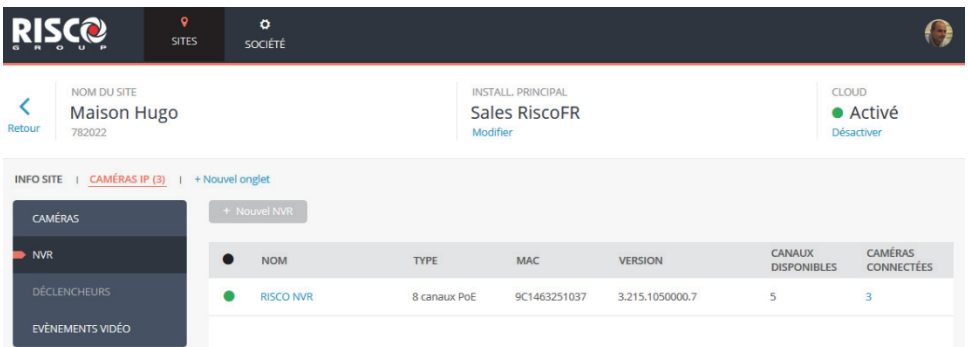 RISCO
GROUP
SITES
SOCIÉTÉ
NOM DU SITE
Maison Hugo
782022
INSTALL. PRINCIPAL
Sales RiscoFR
Modifier
CLOUD
Activé
Désactiver
Retour
INFO SITE | CAMÉRAS IP (3) | + Nouvel onglet
CAMÉRAS
NVR
DÉCLENCHEURS
EVÈNEMENTS VIDÉO
+ Nouvel NVR
NOM TYPE MAC VERSION CANAUX DISPONIBLES CAMÉRAS CONNECTÉES
RISCO NVR 8 canaux PoE 9C1463251037 3.215.1050000.7 5 3